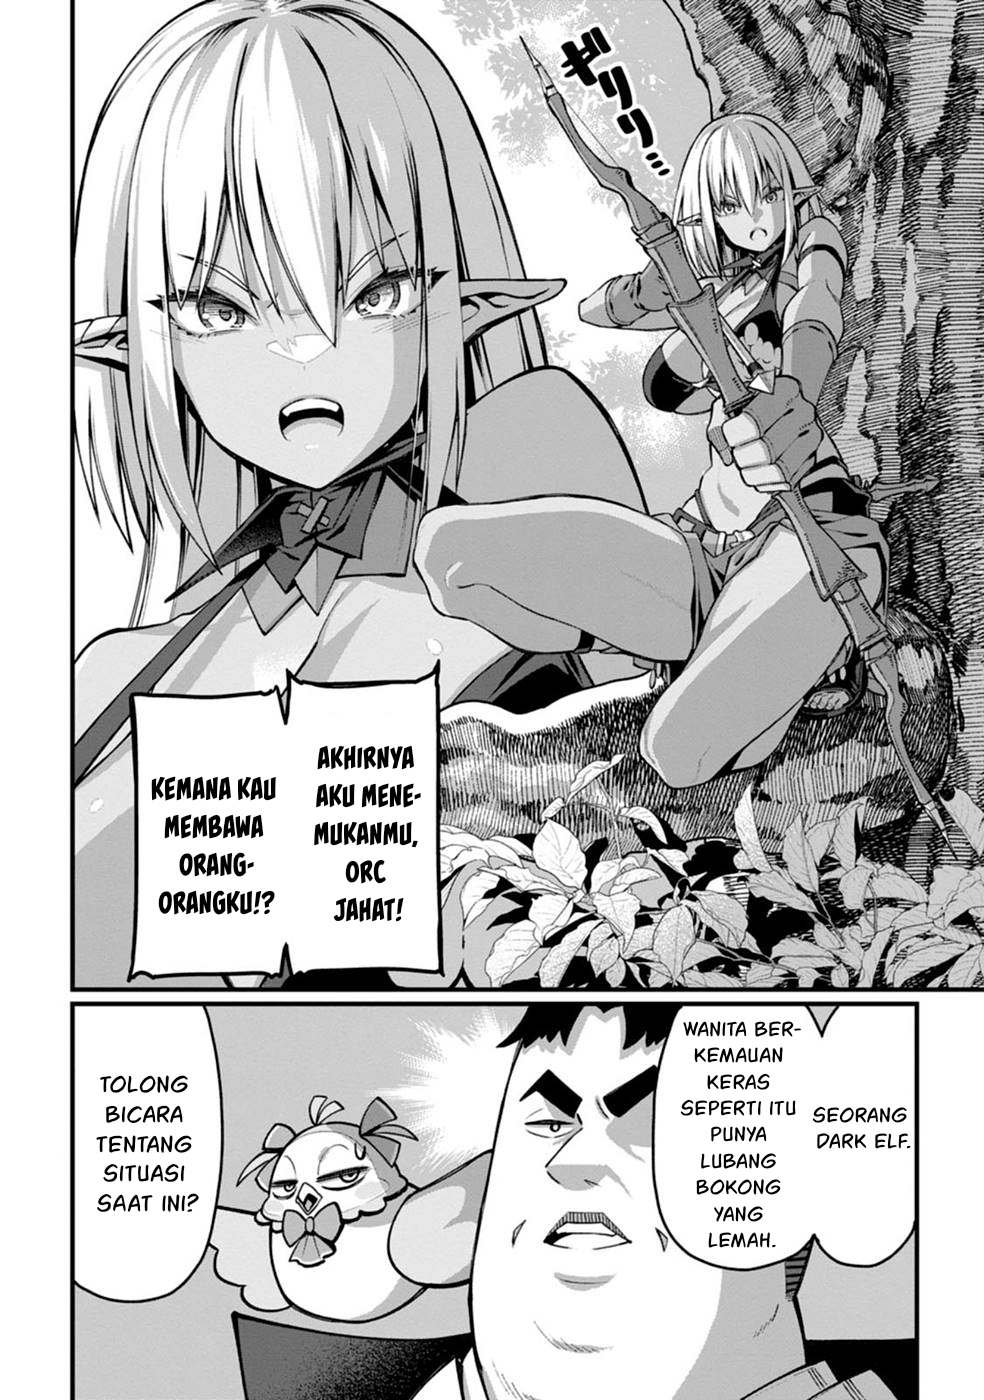 ギリリ…
AKHIRNYA
AKU MENE-
MUKANMU,
ORC
JAHAT!
KEMANA KAU
MEMBAWA
ORANG-
ORANGKU!?
SEORANG
DARK ELF.
WANITA BER-
KEMAUAN
KERAS
SEPERTI ITU
PUNYA
LUBANG
BOKONG
YANG
LEMAH.
TOLONG
BICARA
TENTANG
SITUASI
SAAT INI?